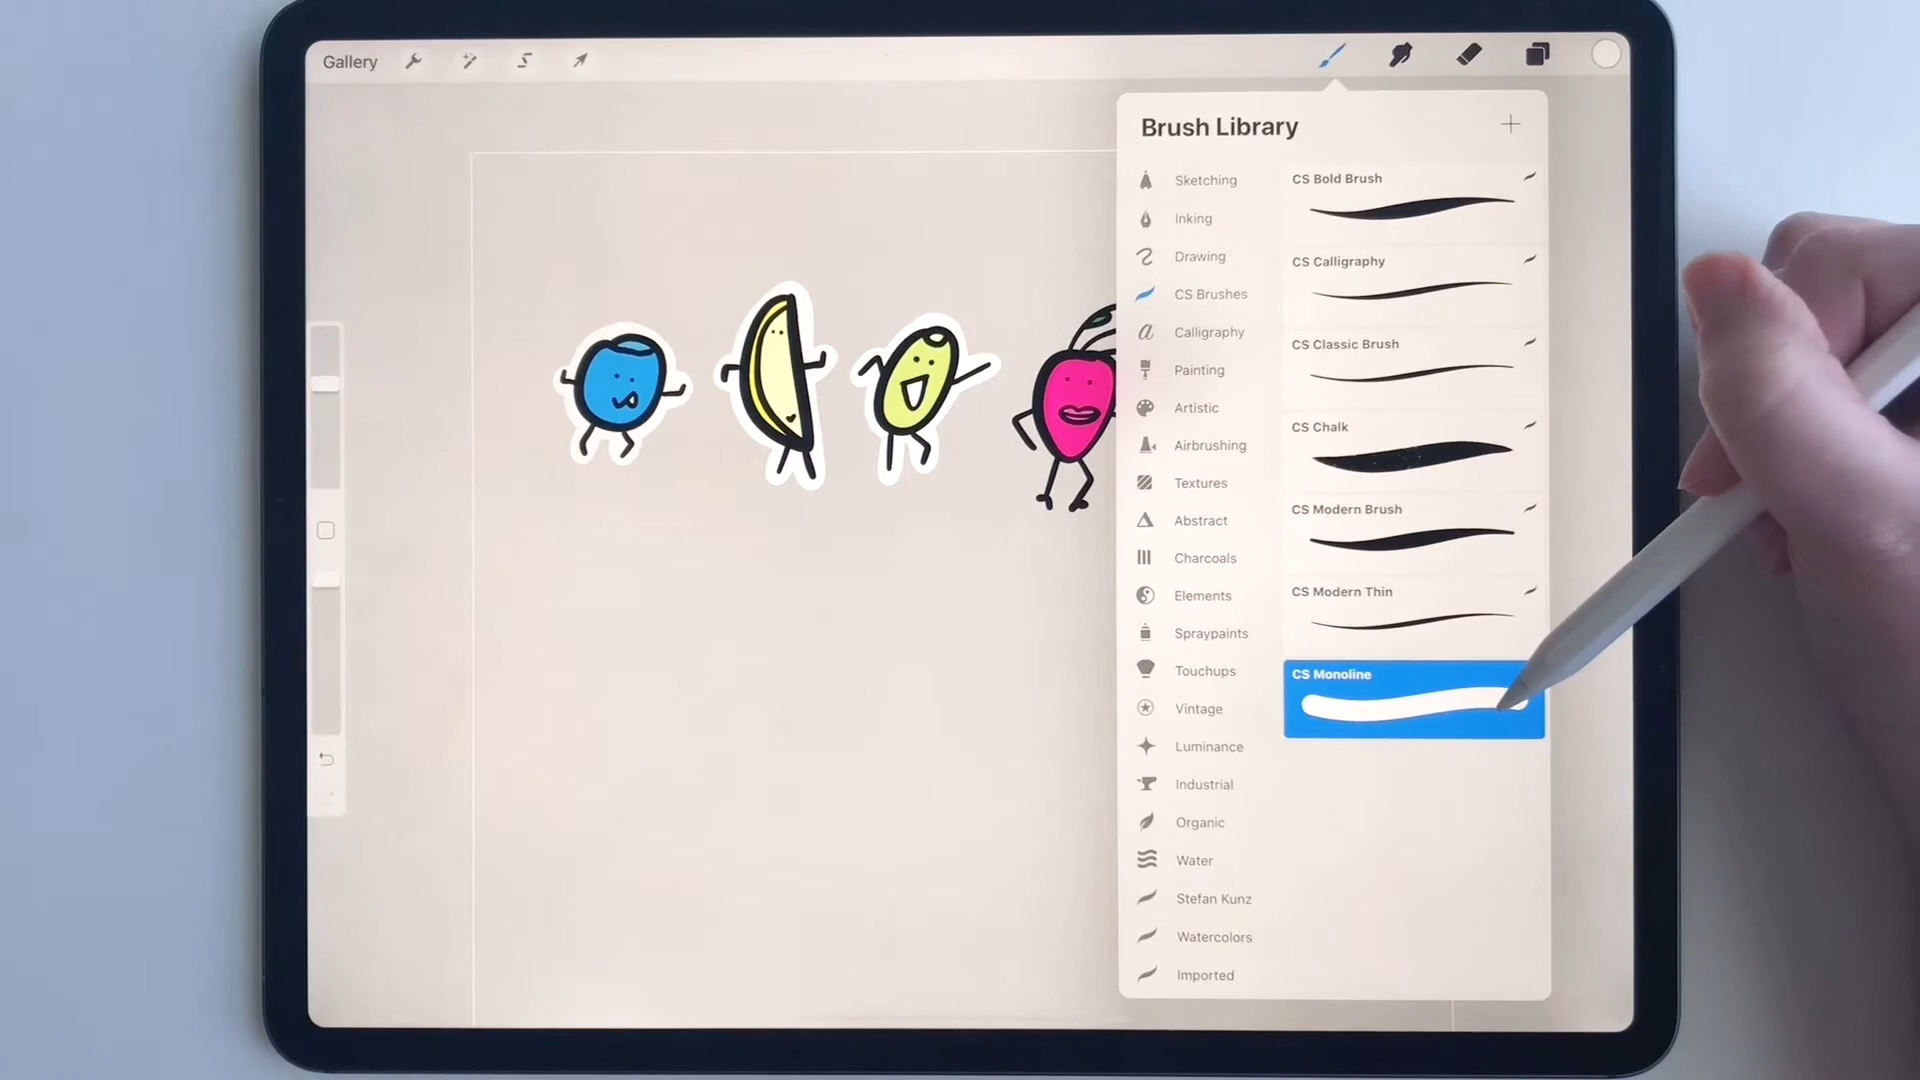 Gallery
Brush Library
Sketching
Inking
Drawing
CS Brushes
Calligraphy
Painting
Artistic
Airbrushing
Textures
Abstract
Charcoals
Elements
Spraypaints
Touchups
Vintage
Luminance
Industrial
Organic
Water
Stefan Kunz
Watercolors
Imported
CS Bold Brush
CS Calligraphy
CS Classic Brush
CS Chalk
CS Modern Brush
CS Modern Thin
CS Monoline